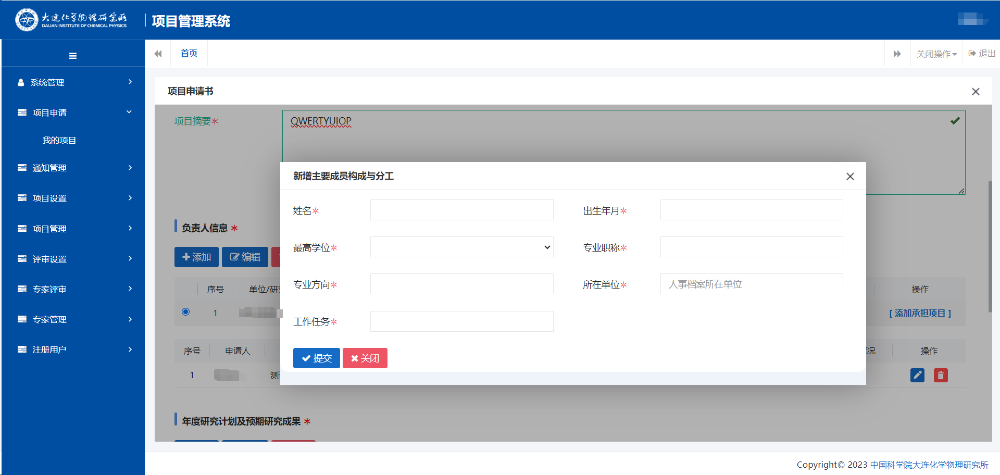 大连化学物理研究所
DALIAN INSTITUTE OF CHEMICAL PHYSICS
项目管理系统
首页
关闭操作
退出
系统管理
项目申请
我的项目
通知管理
项目设置
项目管理
评审设置
专家评审
专家管理
注册用户
项目申请书
项目摘要*
QWERTYUIOP
新增主要成员构成与分工
姓名*
出生年月*
最高学位*
专业职称*
专业方向*
所在单位* 人事档案所在单位
工作任务*
提交 关闭
负责人信息 *
添加 编辑
序号 单位/研 操作
1 [ 添加承担项目 ]
序号 申请人 况 操作
1 测
年度研究计划及预期研究成果 *
Copyright© 2023 中国科学院大连化学物理研究所